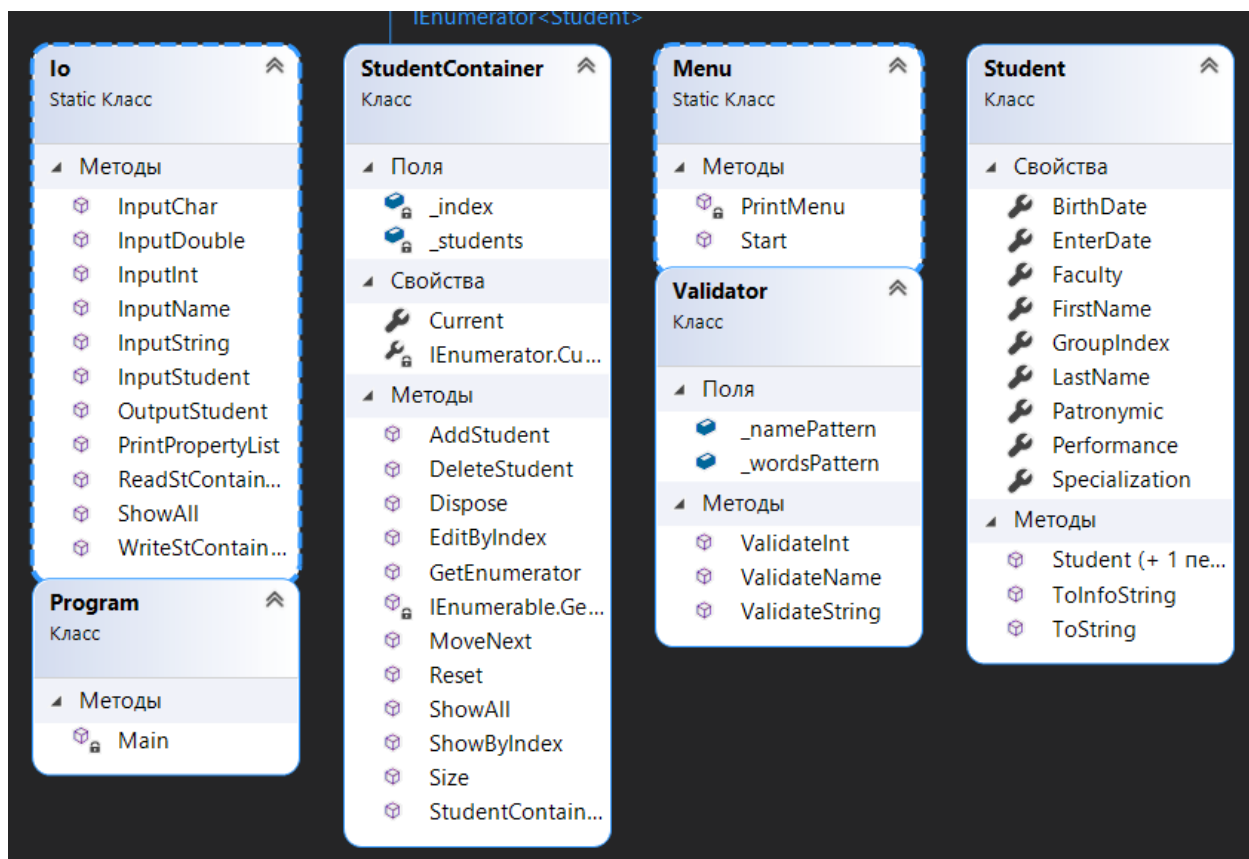 IEnumerator<Student>
Io
Static Класс
Методы
InputChar
InputDouble
InputInt
InputName
InputString
InputStudent
OutputStudent
PrintPropertyList
ReadStContain...
ShowAll
WriteStContain...
Program
Класс
Методы
Main
StudentContainer
Класс
Поля
_index
_students
Свойства
Current
IEnumerator.Cu...
Методы
AddStudent
DeleteStudent
Dispose
EditByIndex
GetEnumerator
IEnumerable.Ge...
MoveNext
Reset
ShowAll
ShowByIndex
Size
StudentContain...
Menu
Static Класс
Методы
PrintMenu
Start
Validator
Класс
Поля
_namePattern
_wordsPattern
Методы
ValidateInt
ValidateName
ValidateString
Student
Класс
Свойства
BirthDate
EnterDate
Faculty
FirstName
GroupIndex
LastName
Patronymic
Performance
Specialization
Методы
Student (+ 1 пе...
ToInfoString
ToString